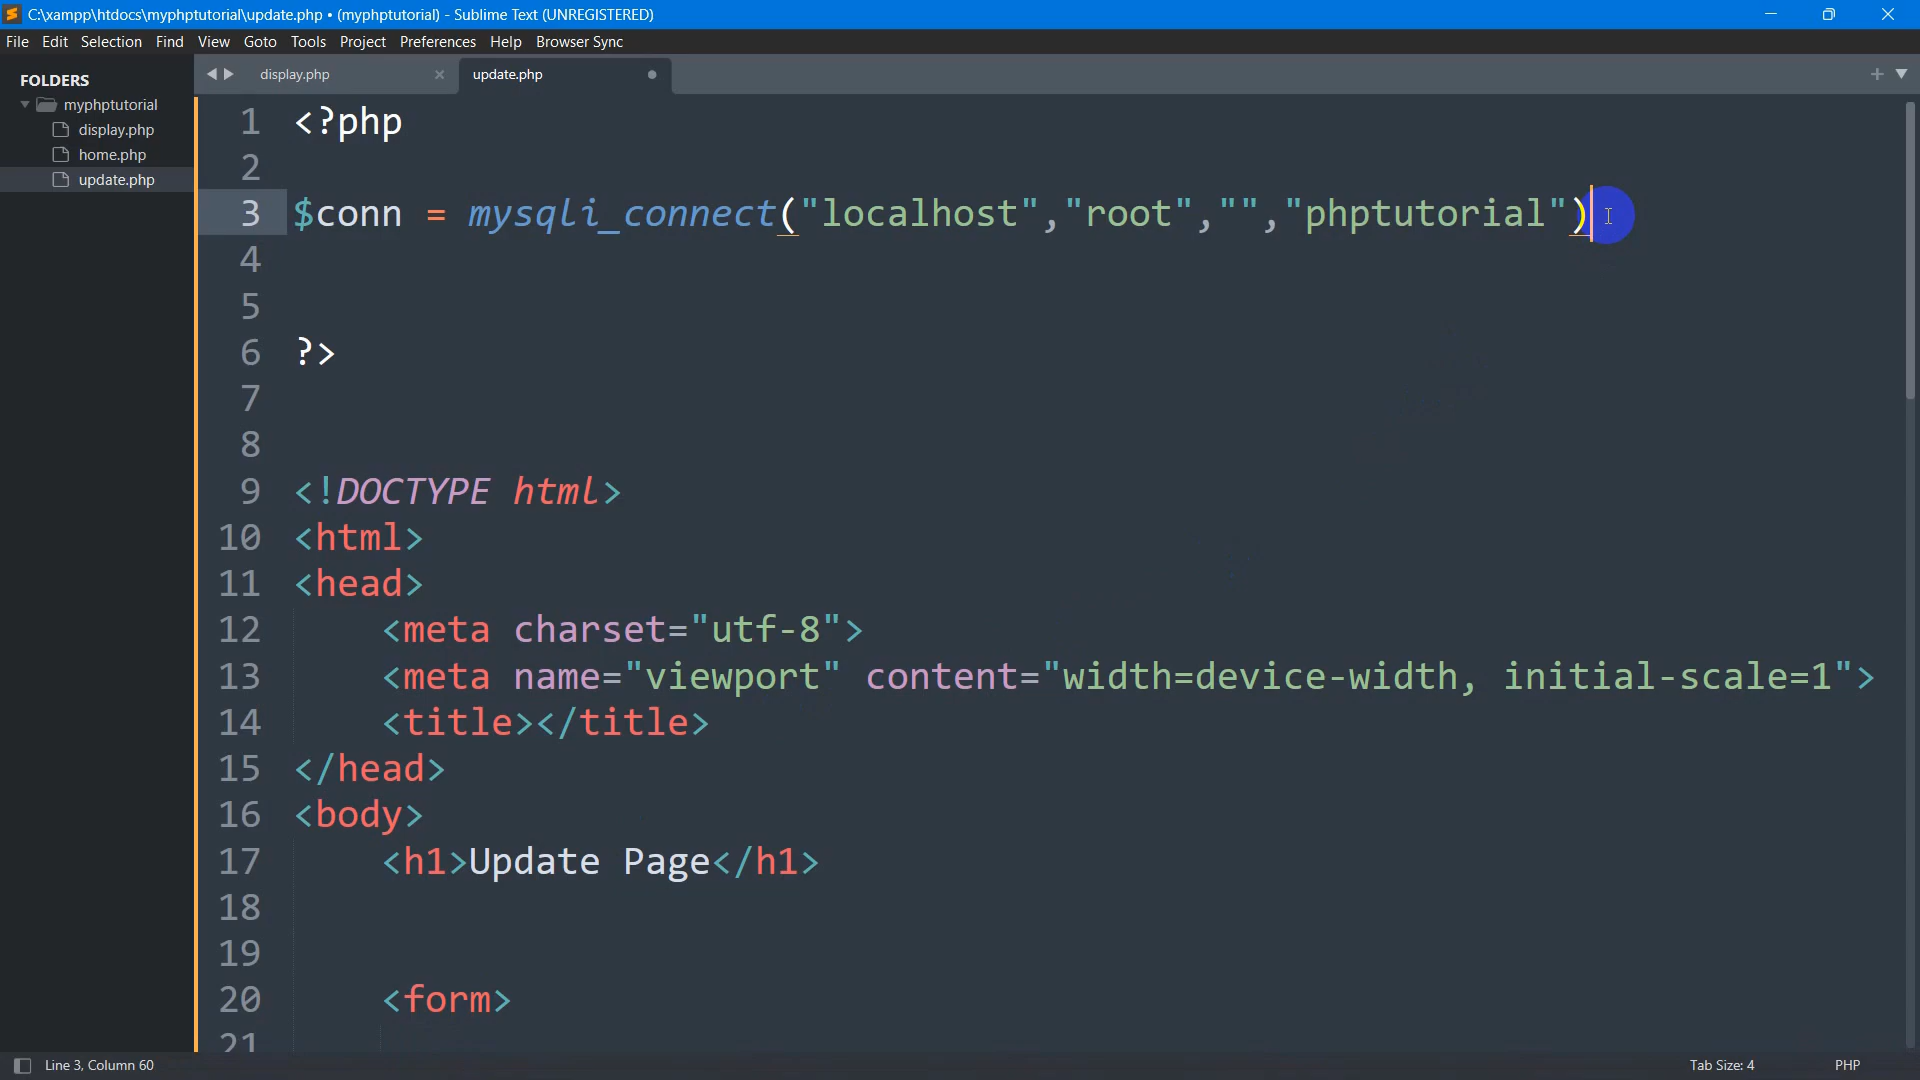 C:\xampp\htdocs\myphptutorial\update.php • (myphptutorial) - Sublime Text (UNREGISTERED)
File Edit Selection Find View Goto Tools Project Preferences Help Browser Sync
FOLDERS
myphptutorial
display.php
home.php
update.php
display.php
update.php
1 <?php
2
3 $conn = mysqli_connect("localhost","root","","phptutorial")
4
5
6 ?>
7
8
9 <!DOCTYPE html>
10 <html>
11 <head>
12 <meta charset="utf-8">
13 <meta name="viewport" content="width=device-width, initial-scale=1">
14 <title></title>
15 </head>
16 <body>
17 <h1>Update Page</h1>
18
19
20 <form>
21
Line 3, Column 60
Tab Size: 4
PHP